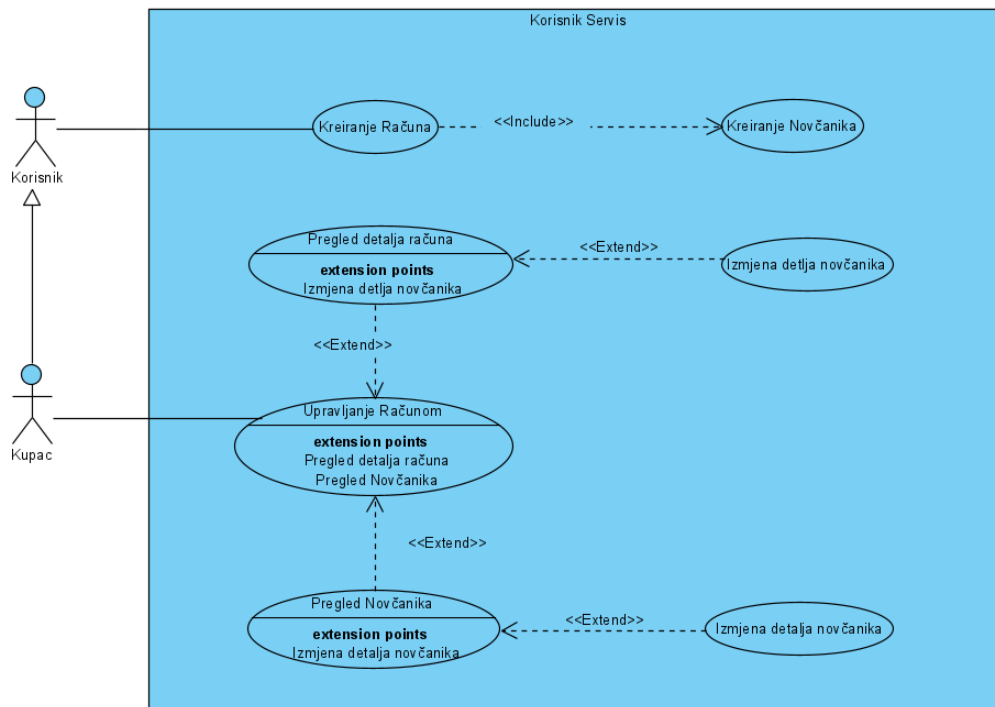 Korisnik Servis
Korisnik
Kreiranje Računa
<<Include>>
Kreiranje Novčanika
Pregled detalja računa
extension points
Izmjena detlja novčanika
<<Extend>>
Izmjena detlja novčanika
<<Extend>>
Kupac
Upravljanje Računom
extension points
Pregled detalja računa
Pregled Novčanika
<<Extend>>
Pregled Novčanika
extension points
Izmjena detalja novčanika
<<Extend>>
Izmjena detalja novčanika